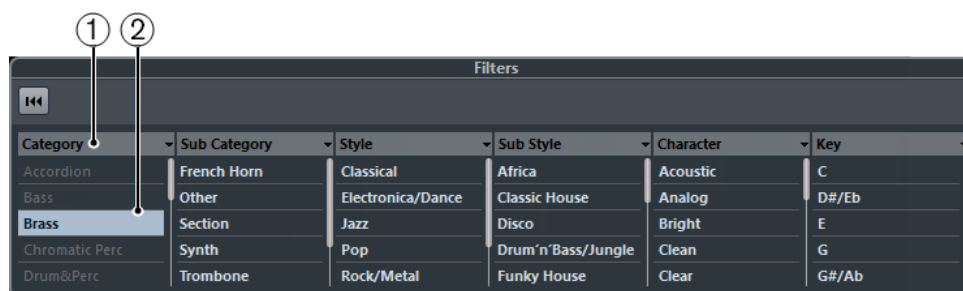 1 2
Filters
Category Sub Category Style Sub Style Character Key
Accordion French Horn Classical Africa Acoustic C
Bass Other Electronica/Dance Classic House Analog D#/Eb
Brass Section Jazz Disco Bright E
Chromatic Perc Synth Pop Drum´n´Bass/Jungle Clean G
Drum&Perc Trombone Rock/Metal Funky House Clear G#/Ab